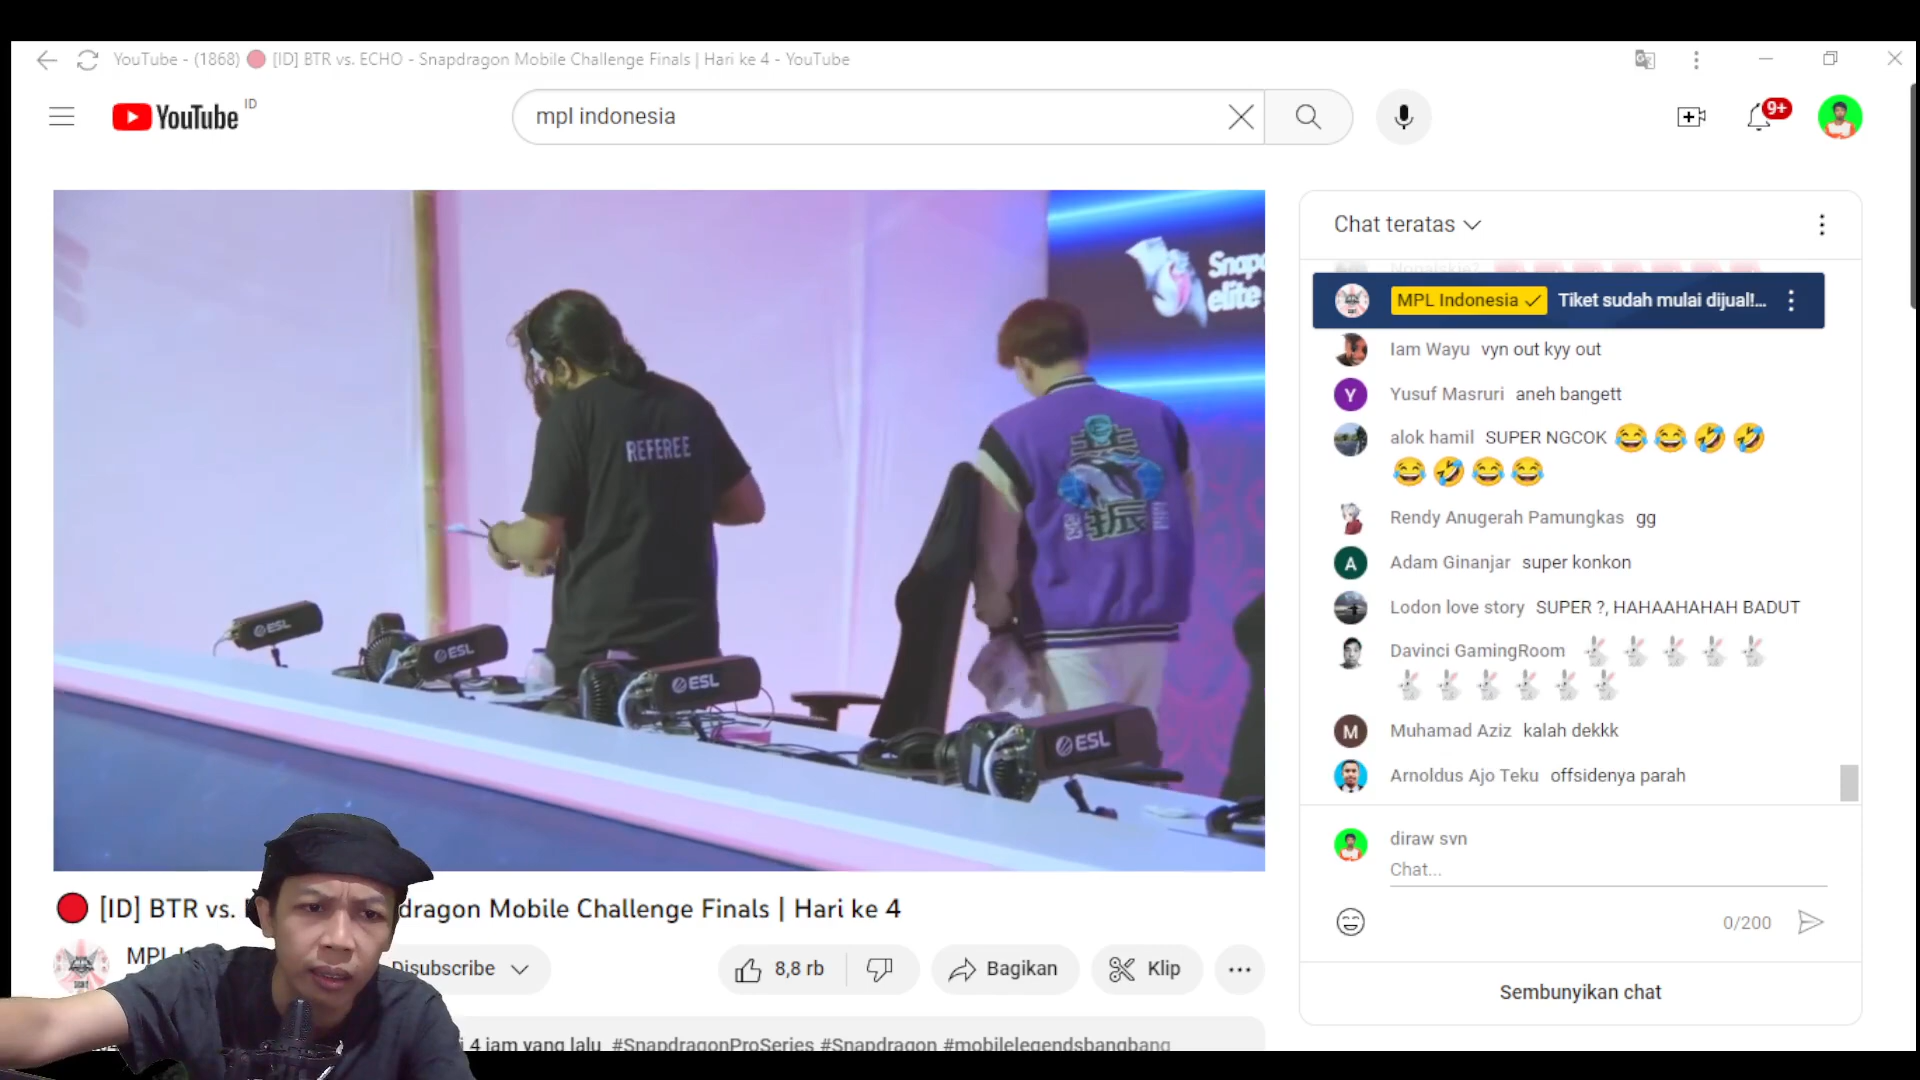 YouTube - (1868) 🔴 [ID] BTR vs. ECHO - Snapdragon Mobile Challenge Finals | Hari ke 4 - YouTube
YouTube ID
mpl indonesia
9+
REFEREE
elite
ESL
ESL
ESL
ESL
🔴 [ID] BTR vs. dragon Mobile Challenge Finals | Hari ke 4
MPL
Disubscribe
8,8 rb
Bagikan
Klip
4 jam yang lalu #SnapdragonProSeries #Snapdragon #mobilelegendsbangbang
Chat teratas
MPL Indonesia Tiket sudah mulai dijual!...
Iam Wayu vyn out kyy out
Yusuf Masruri aneh bangett
alok hamil SUPER NGCOK 😂😂🤣🤣
😂🤣😂😂
Rendy Anugerah Pamungkas gg
Adam Ginanjar super konkon
Lodon love story SUPER ?, HAHAAHAHAH BADUT
Davinci GamingRoom 🐇🐇🐇🐇🐇
🐇🐇🐇🐇🐇🐇
Muhamad Aziz kalah dekkk
Arnoldus Ajo Teku offsidenya parah
diraw svn
Chat...
0/200
Sembunyikan chat